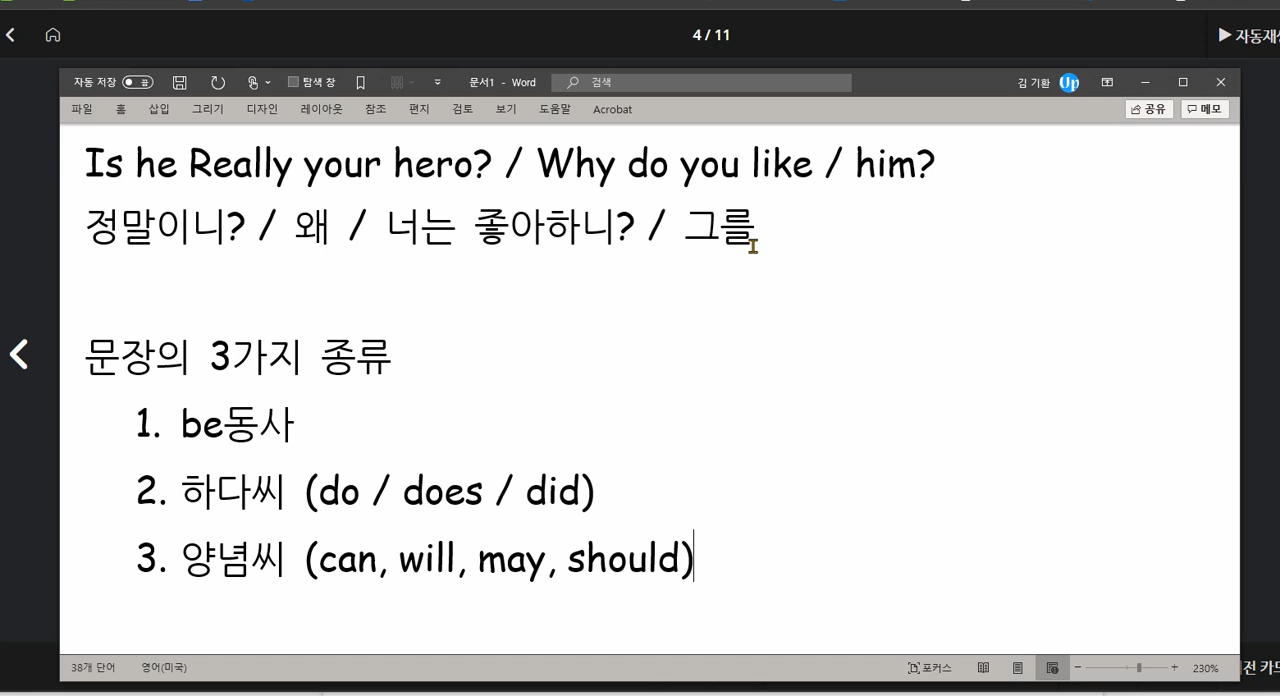 4 / 11
▶ 자동재생
자동 저장 끔 탐색 창 문서1 - Word 검색 김 기환 Up
파일 홈 삽입 그리기 디자인 레이아웃 참조 편지 검토 보기 도움말 Acrobat 공유 메모
Is he Really your hero? / Why do you like / him?
정말이니? / 왜 / 너는 좋아하니? / 그를
문장의 3가지 종류
1. be동사
2. 하다씨 (do / does / did)
3. 양념씨 (can, will, may, should)
38개 단어 영어(미국) 포커스 - + 230%